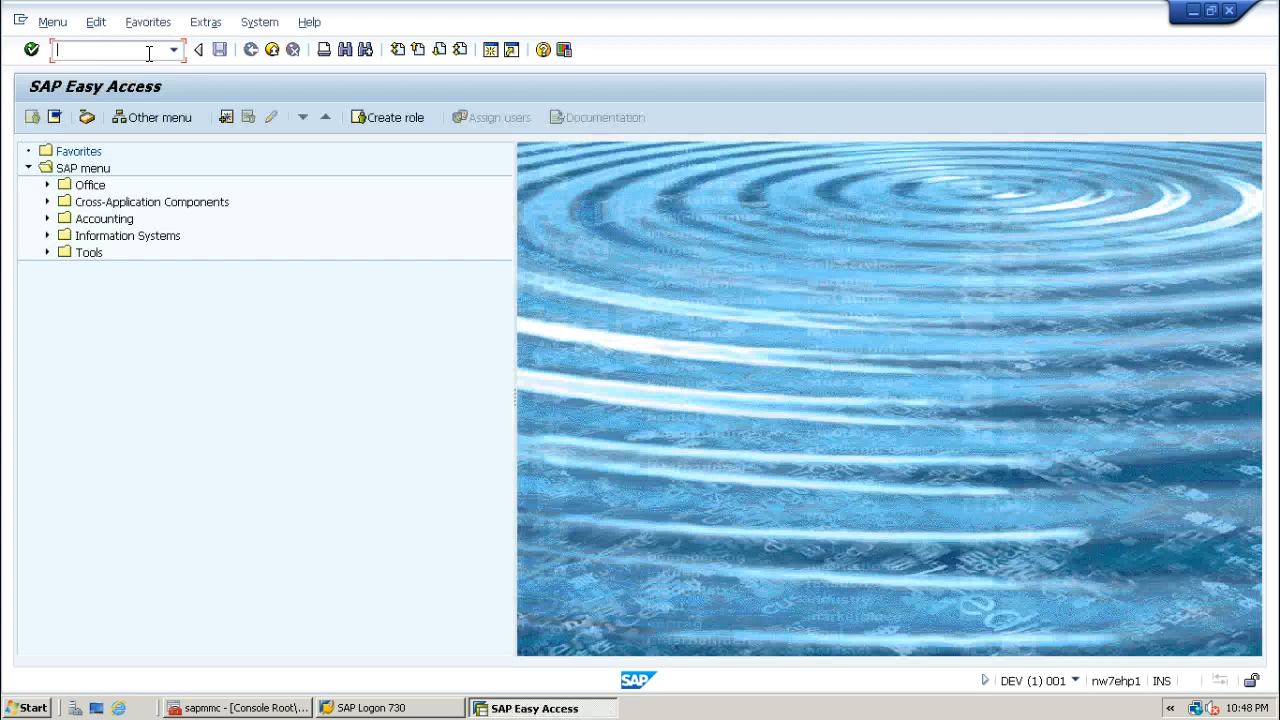 Menu Edit Favorites Extras System Help
SAP Easy Access
Other menu Create role Assign users Documentation
Favorites
SAP menu
Office
Cross-Application Components
Accounting
Information Systems
Tools
SAP
DEV (1) 001 nw7ehp1 INS
Start sapmmc - [Console Root\... SAP Logon 730 SAP Easy Access « 10:48 PM